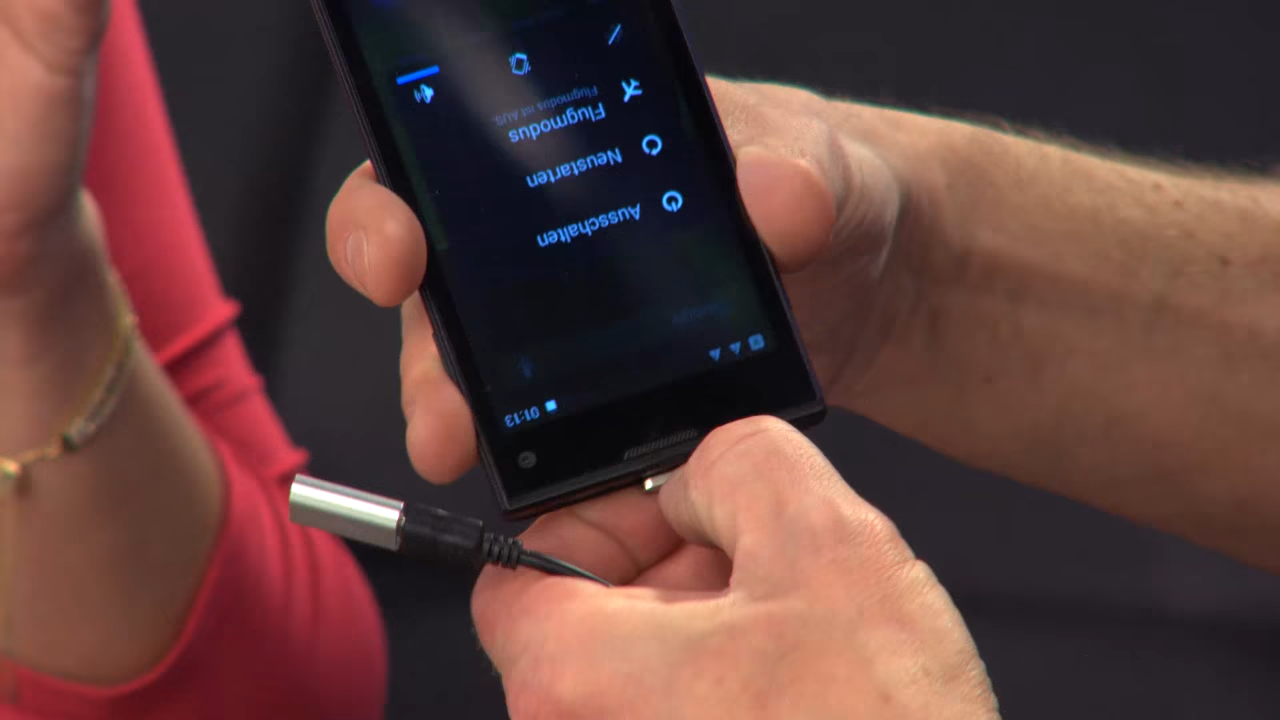 01:13
Ausschalten
Neustarten
Flugmodus
Flugmodus ist AUS.